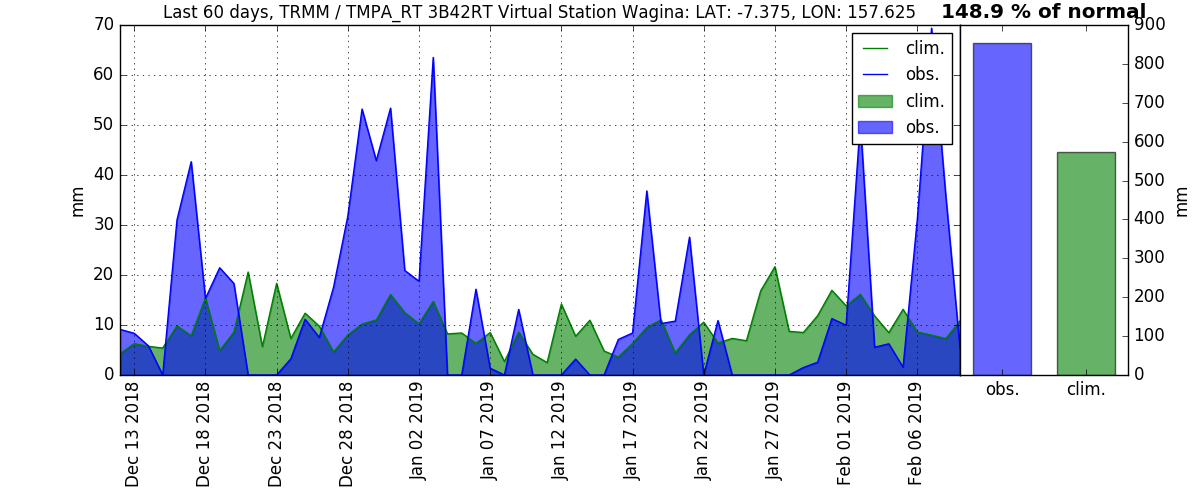 Last 60 days, TRMM / TMPA_RT 3B42RT Virtual Station Wagina: LAT: -7.375, LON: 157.625
148.9 % of normal
70
60
50
40
30
20
10
0
mm
clim.
obs.
clim.
obs.
900
800
700
600
500
400
300
200
100
0
mm
Dec 13 2018
Dec 18 2018
Dec 23 2018
Dec 28 2018
Jan 02 2019
Jan 07 2019
Jan 12 2019
Jan 17 2019
Jan 22 2019
Jan 27 2019
Feb 01 2019
Feb 06 2019
obs.
clim.